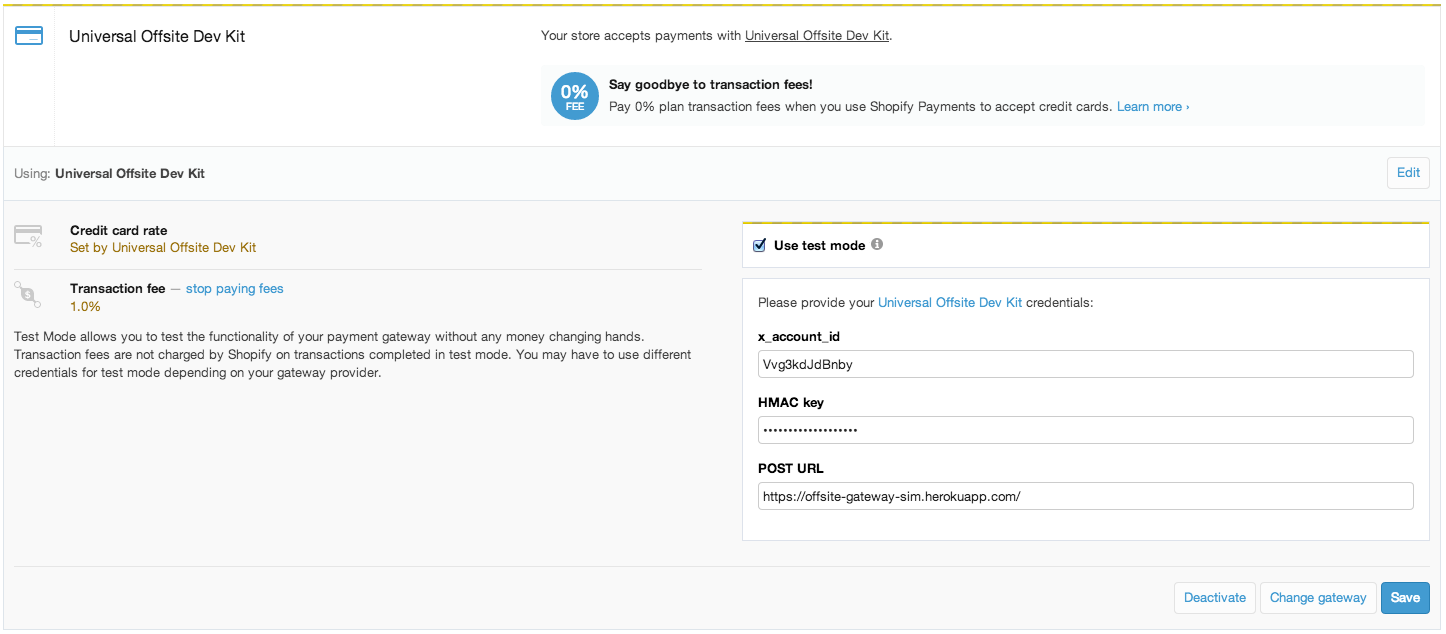 Universal Offsite Dev Kit
Your store accepts payments with Universal Offsite Dev Kit.
0%
FEE
Say goodbye to transaction fees!
Pay 0% plan transaction fees when you use Shopify Payments to accept credit cards. Learn more ›
Using: Universal Offsite Dev Kit
Edit
Credit card rate
Set by Universal Offsite Dev Kit
Transaction fee — stop paying fees
1.0%
Test Mode allows you to test the functionality of your payment gateway without any money changing hands.
Transaction fees are not charged by Shopify on transactions completed in test mode. You may have to use different
credentials for test mode depending on your gateway provider.
Use test mode
Please provide your Universal Offsite Dev Kit credentials:
x_account_id
Vvg3kdJdBnby
HMAC key
•••••••••••••••••••
POST URL
https://offsite-gateway-sim.herokuapp.com/
Deactivate
Change gateway
Save